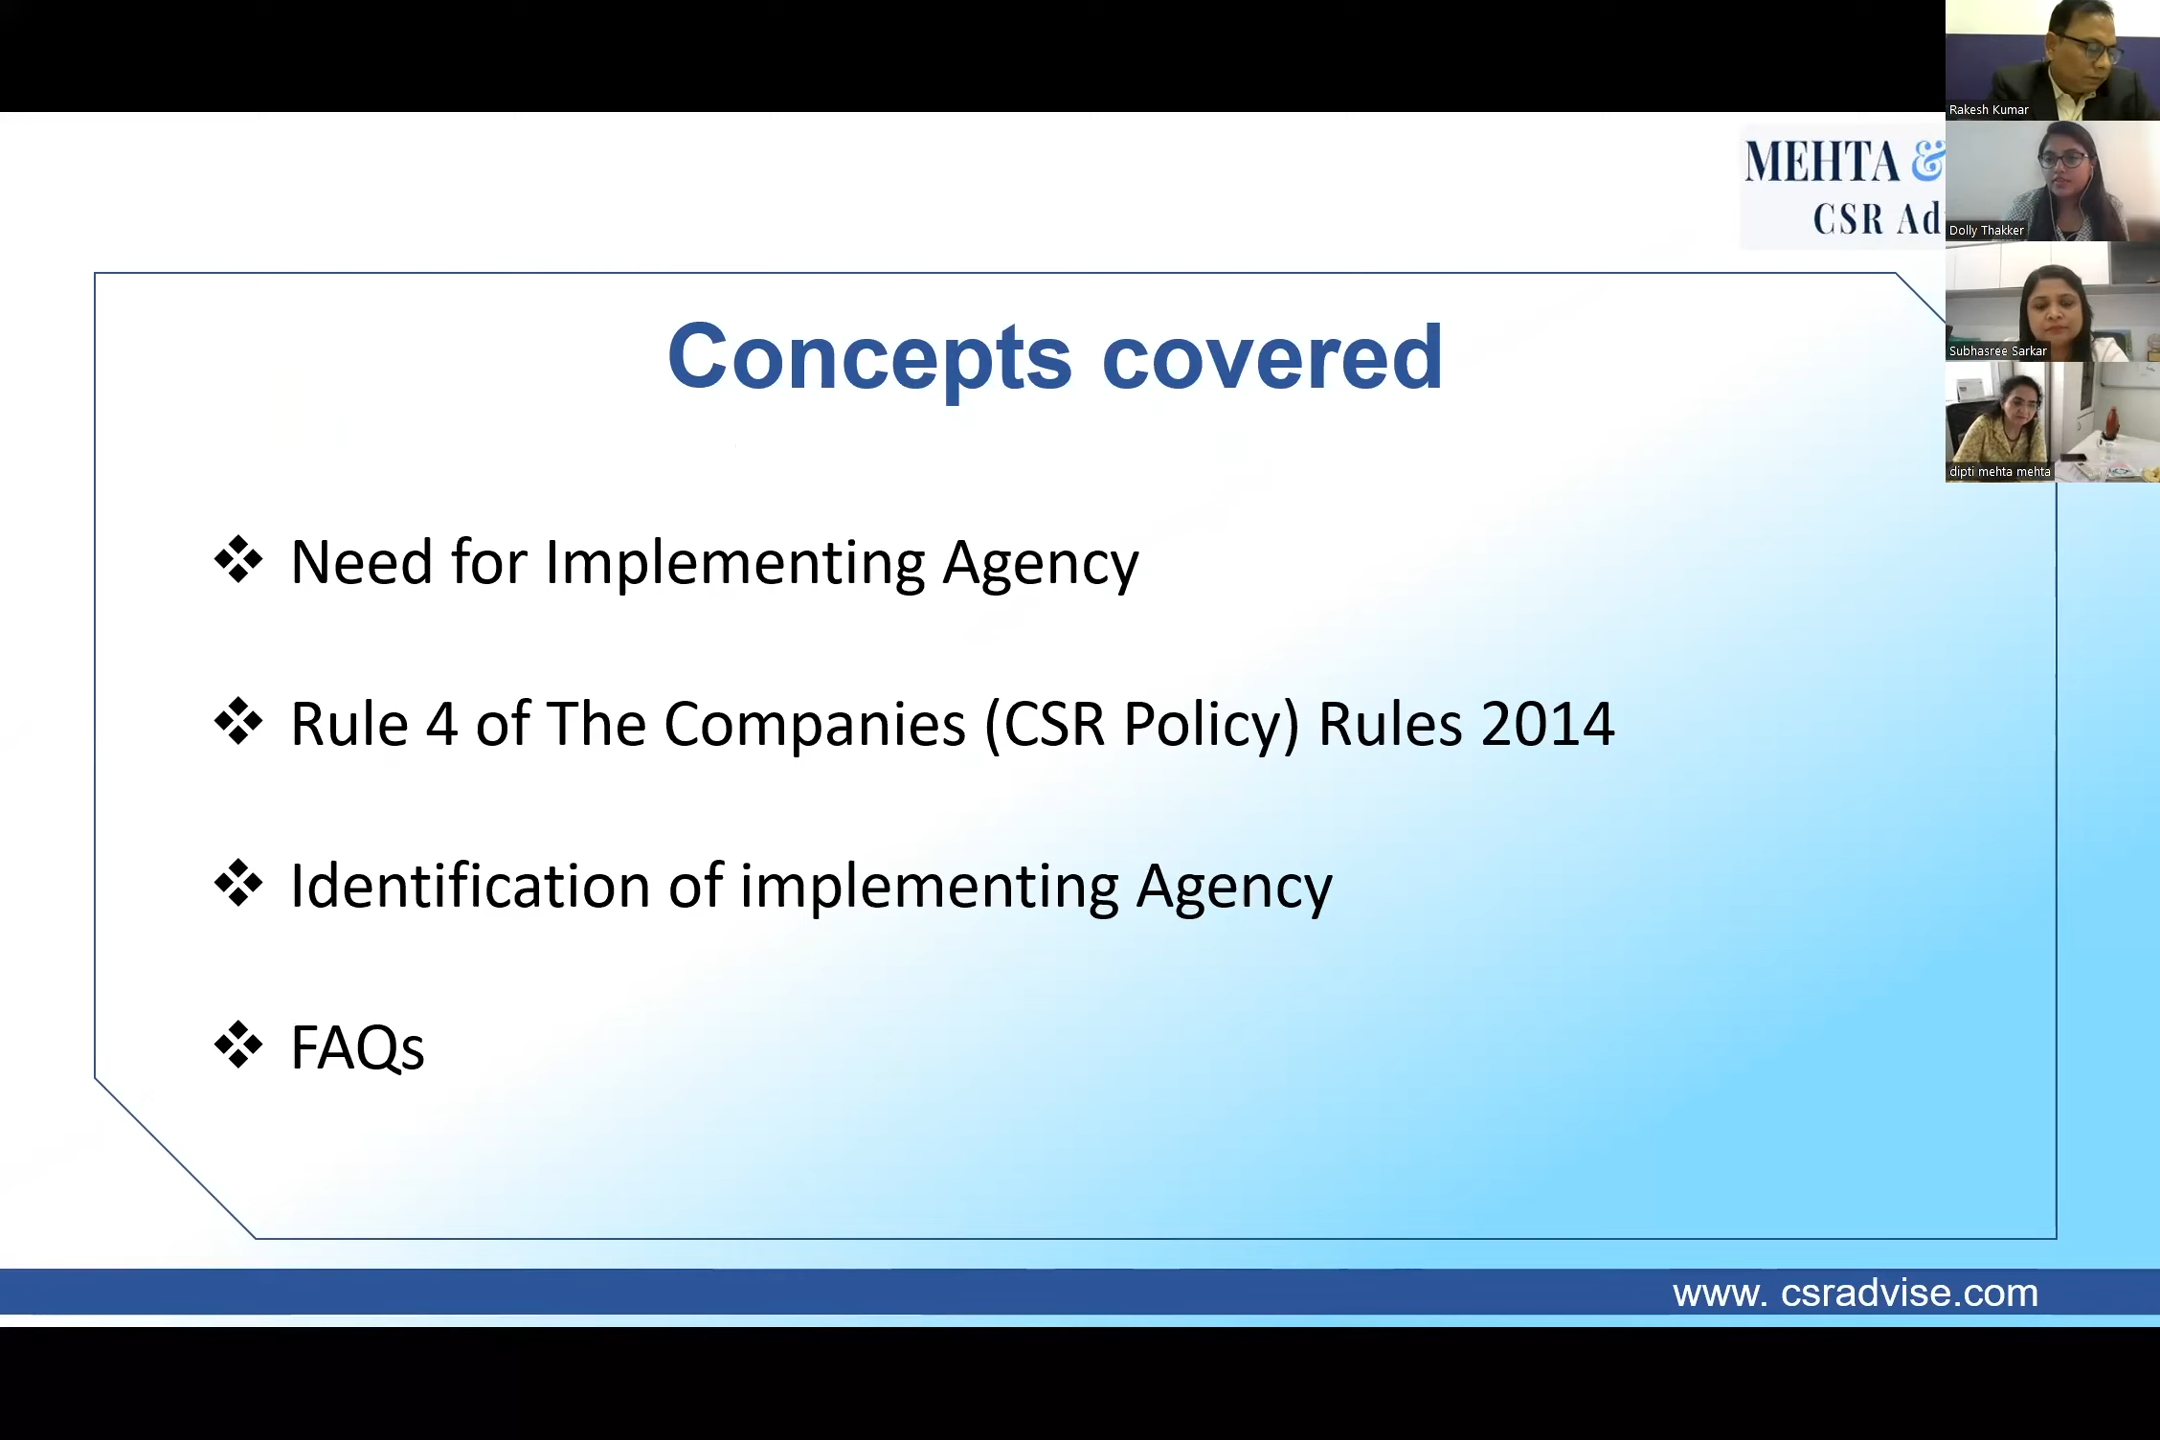 Rakesh Kumar
MEHTA &
CSR Ad
Dolly Thakker
Subhasree Sarkar
dipti mehta mehta
Concepts covered
❖ Need for Implementing Agency
❖ Rule 4 of The Companies (CSR Policy) Rules 2014
❖ Identification of implementing Agency
❖ FAQs
www. csradvise.com